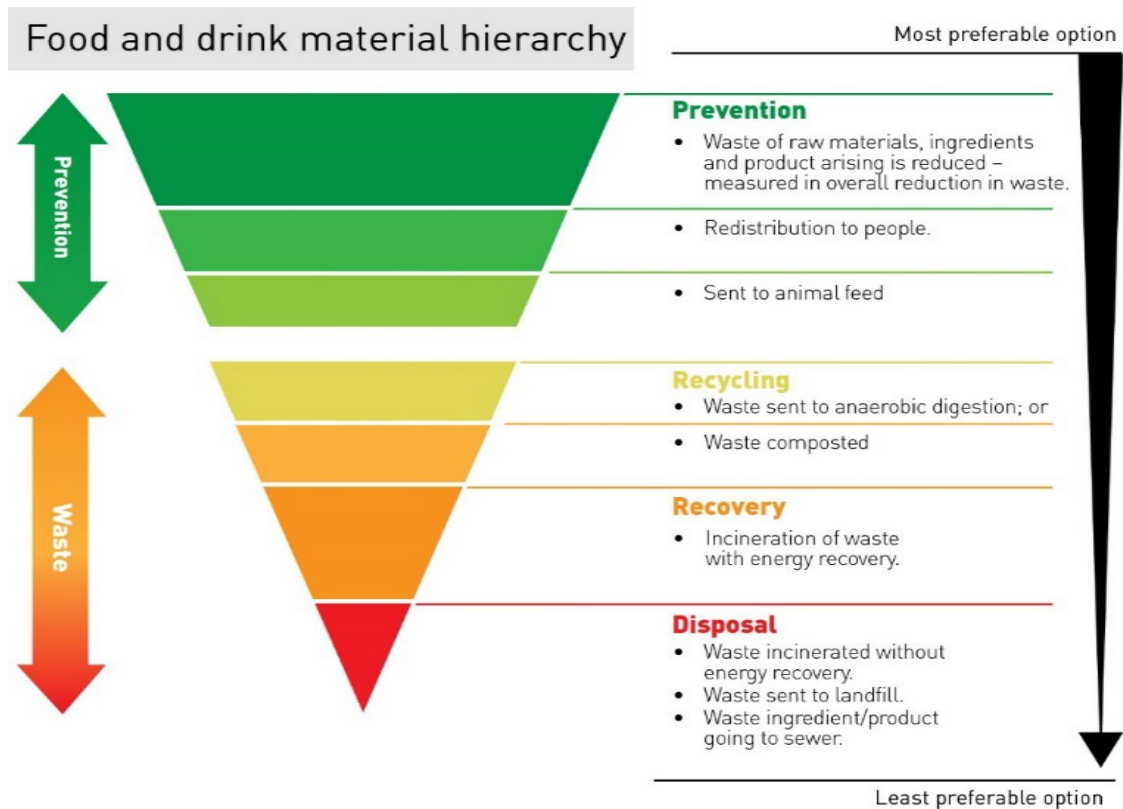 Food and drink material hierarchy
Most preferable option
Prevention
Prevention
• Waste of raw materials, ingredients
and product arising is reduced –
measured in overall reduction in waste.
• Redistribution to people.
• Sent to animal feed
Waste
Recycling
• Waste sent to anaerobic digestion; or
• Waste composted
Recovery
• Incineration of waste
with energy recovery.
Disposal
• Waste incinerated without
energy recovery.
• Waste sent to landfill.
• Waste ingredient/product
going to sewer.
Least preferable option